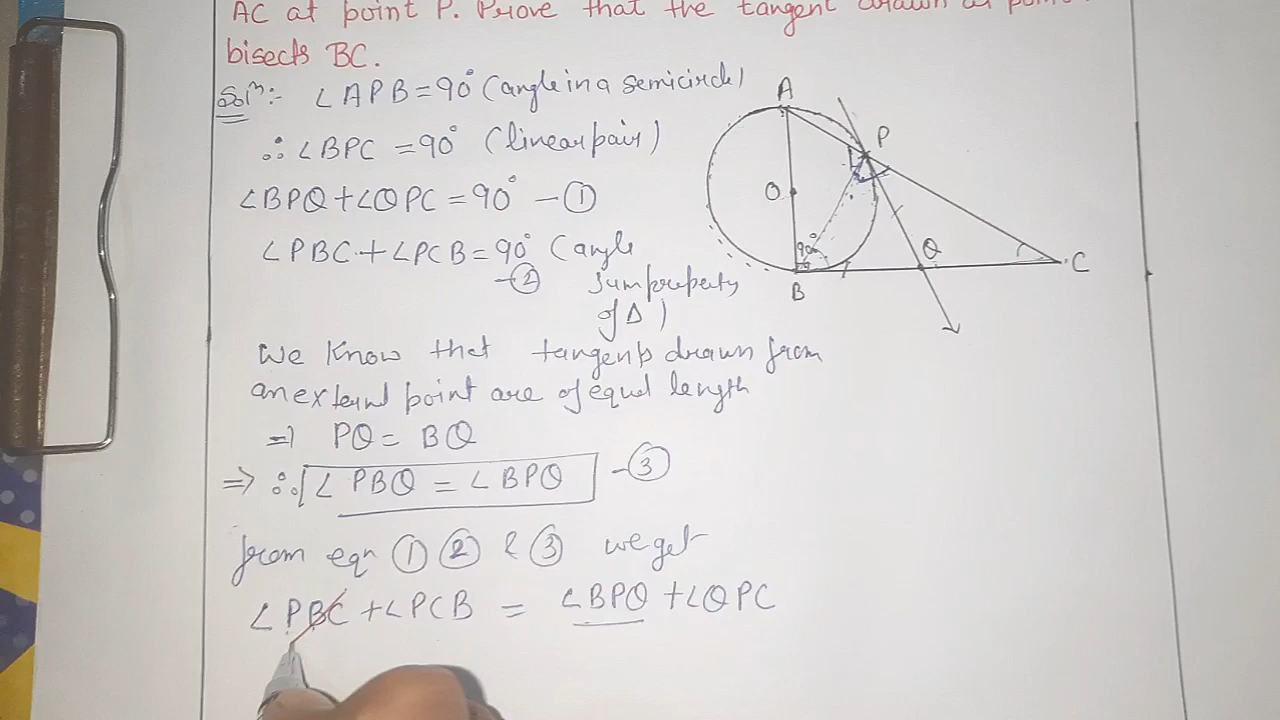 AC at point P. Prove that the tangent drawn at point
bisects BC.
Solⁿ:- ∠APB = 90° (angle in a semicircle)
∴ ∠BPC = 90° (linear pair)
∠BPQ + ∠QPC = 90° — ①
∠PBC + ∠PCB = 90° (angle
— ② sum property
of Δ)
We know that tangents drawn from
an external point are of equal length
⇒ PQ = BQ
⇒ ∴ ∠PBQ = ∠BPQ — ③
from eqn ① ② & ③ we get
∠PBC + ∠PCB = ∠BPQ + ∠QPC
A
P
O
90°
Q
C
B